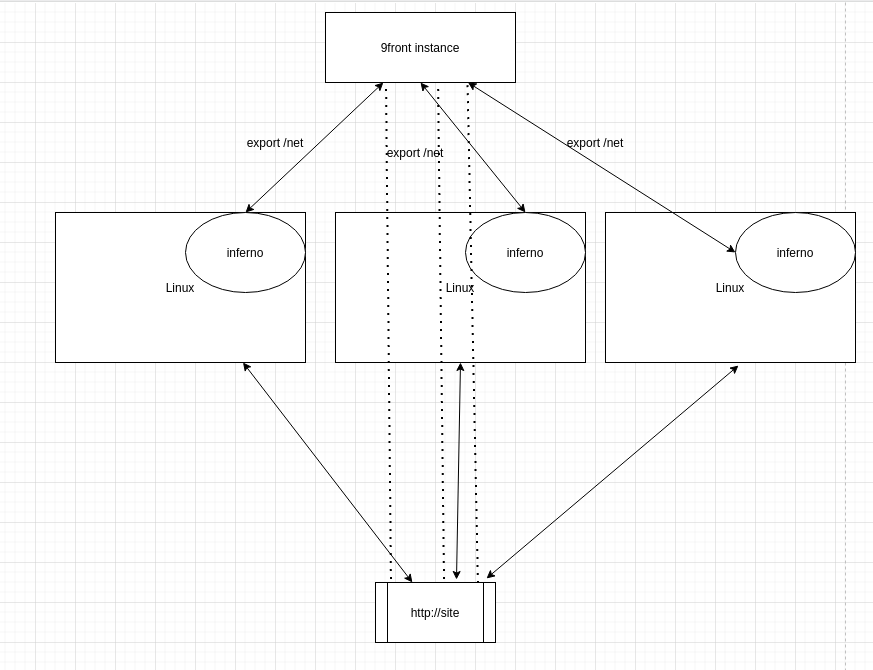 9front instance
export /net
export /net
export /net
inferno
inferno
inferno
Linux
Linux
Linux
http://site